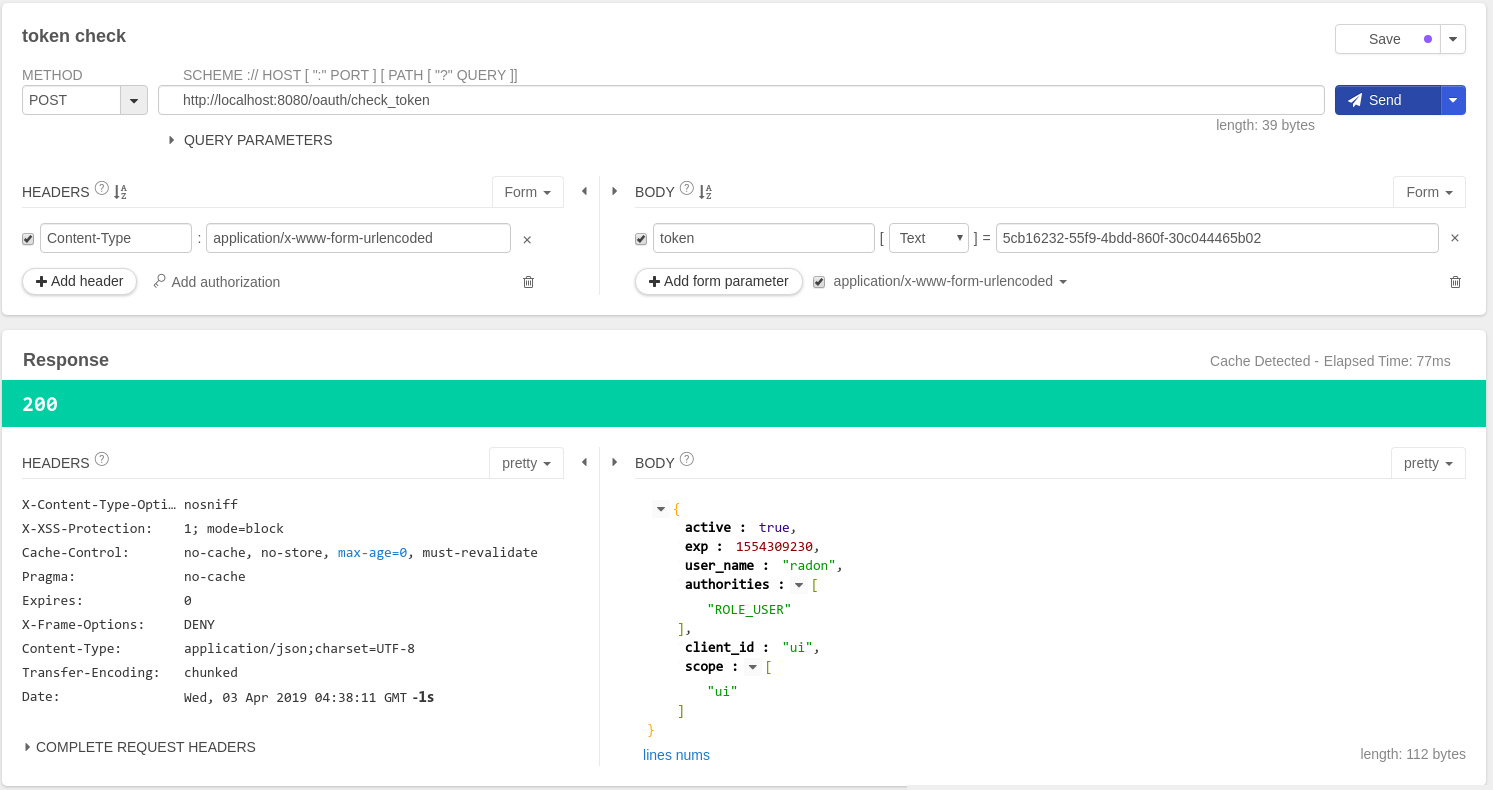 token check
Save
METHOD
SCHEME :// HOST [ ":" PORT ] [ PATH [ "?" QUERY ]]
POST
http://localhost:8080/oauth/check_token
Send
length: 39 bytes
QUERY PARAMETERS
HEADERS ? Form
BODY ? Form
Content-Type : application/x-www-form-urlencoded ×
token [ Text ] = 5cb16232-55f9-4bdd-860f-30c044465b02 ×
Add header Add authorization
Add form parameter application/x-www-form-urlencoded
Response
Cache Detected - Elapsed Time: 77ms
200
HEADERS ? pretty
X-Content-Type-Opti… nosniff
X-XSS-Protection: 1; mode=block
Cache-Control: no-cache, no-store, max-age=0, must-revalidate
Pragma: no-cache
Expires: 0
X-Frame-Options: DENY
Content-Type: application/json;charset=UTF-8
Transfer-Encoding: chunked
Date: Wed, 03 Apr 2019 04:38:11 GMT -1s
COMPLETE REQUEST HEADERS
BODY ? pretty
{
active : true,
exp : 1554309230,
user_name : "radon",
authorities : [
"ROLE_USER"
],
client_id : "ui",
scope : [
"ui"
]
}
lines nums
length: 112 bytes